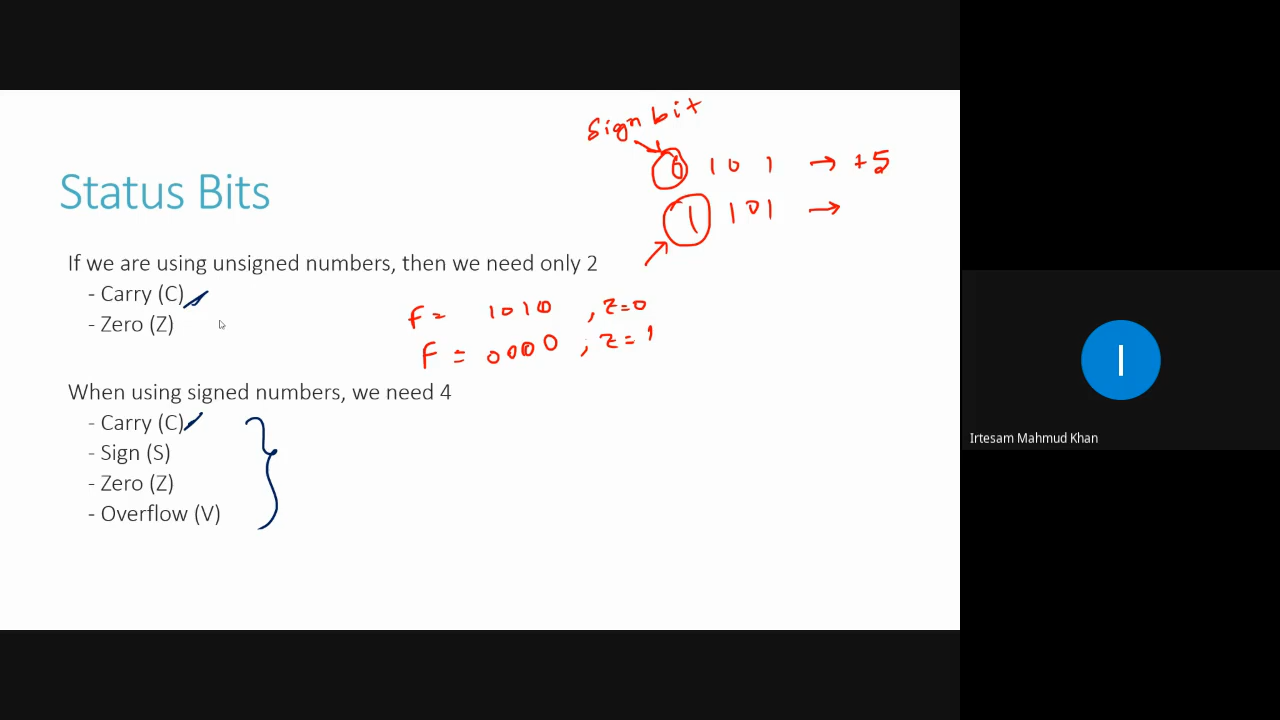 Sign bit
0 1 0 1 → +5
1 1 0 1 →
Status Bits
If we are using unsigned numbers, then we need only 2
- Carry (C)
- Zero (Z)
F = 1010 , z=0
F = 0000 , z=1
When using signed numbers, we need 4
- Carry (C)
- Sign (S)
- Zero (Z)
- Overflow (V)
I
Irtesam Mahmud Khan